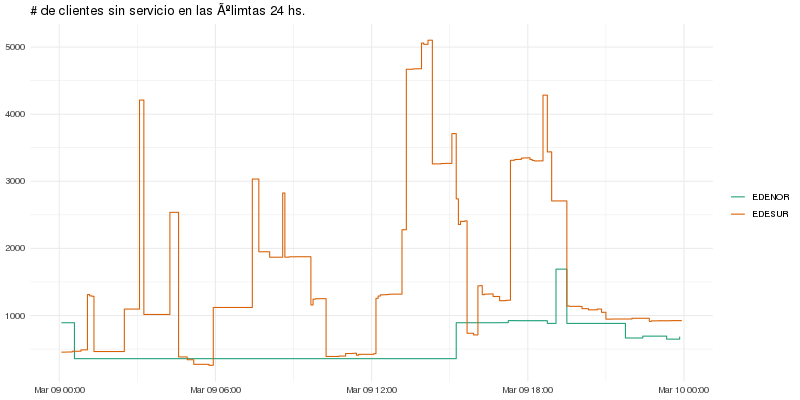 # de clientes sin servicio en las Ãºlimtas 24 hs.
5000
4000
3000
2000
1000
Mar 09 00:00
Mar 09 06:00
Mar 09 12:00
Mar 09 18:00
Mar 10 00:00
EDENOR
EDESUR